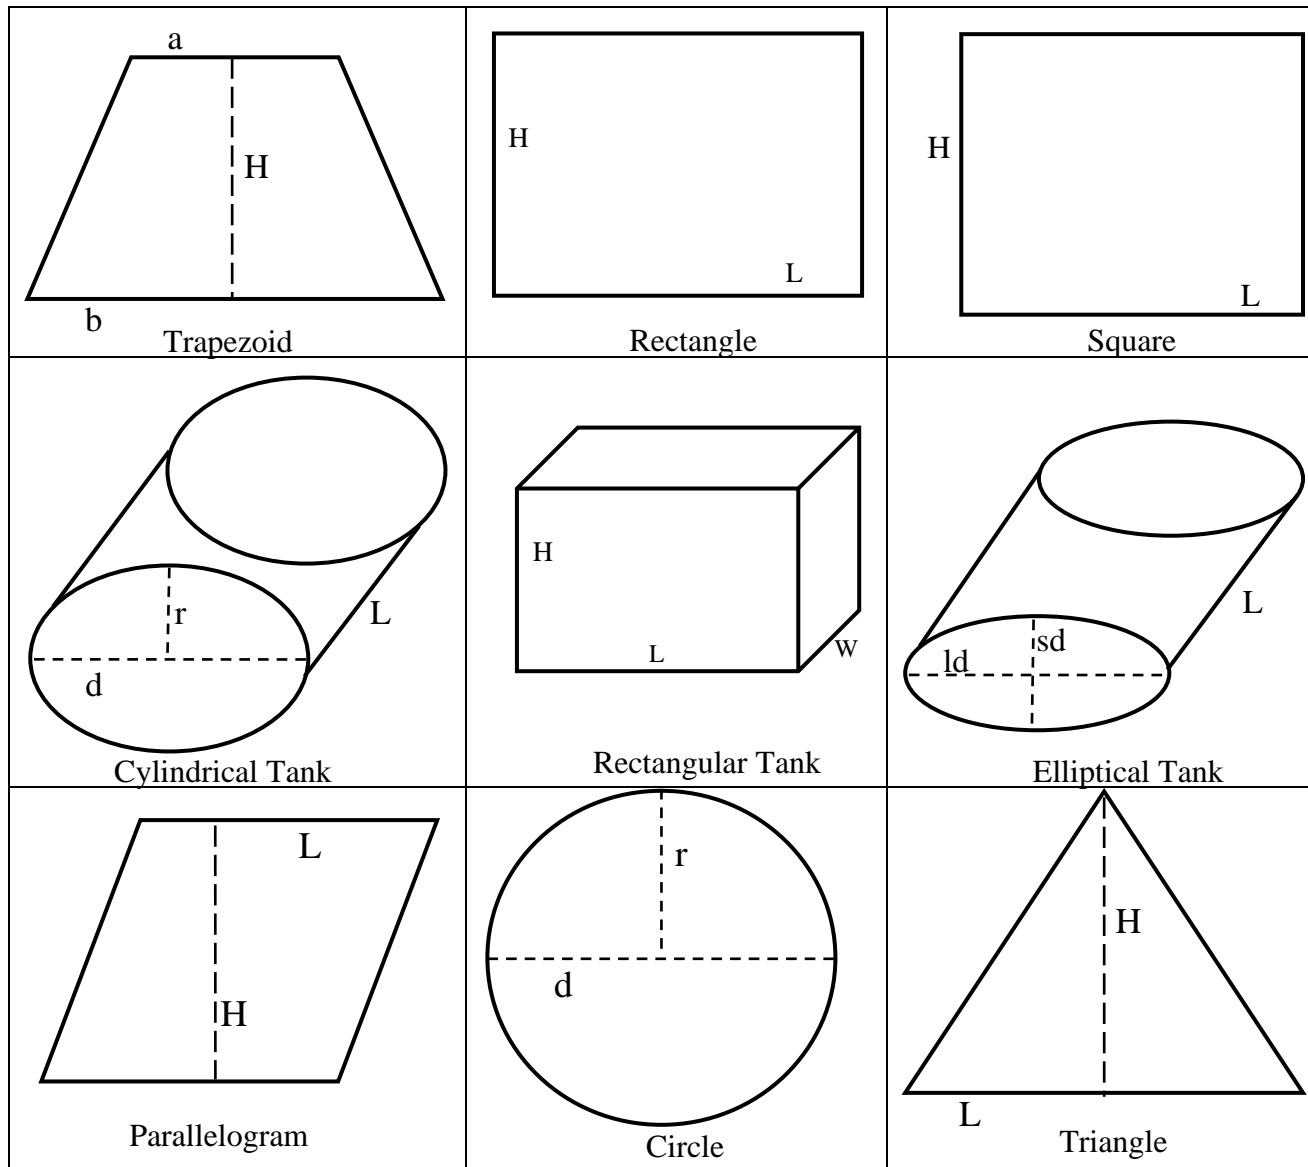 a
H
b
Trapezoid
H
L
Rectangle
H
L
Square
r
L
d
Cylindrical Tank
H
L
W
Rectangular Tank
sd
ld
L
Elliptical Tank
L
H
Parallelogram
r
d
Circle
H
L
Triangle